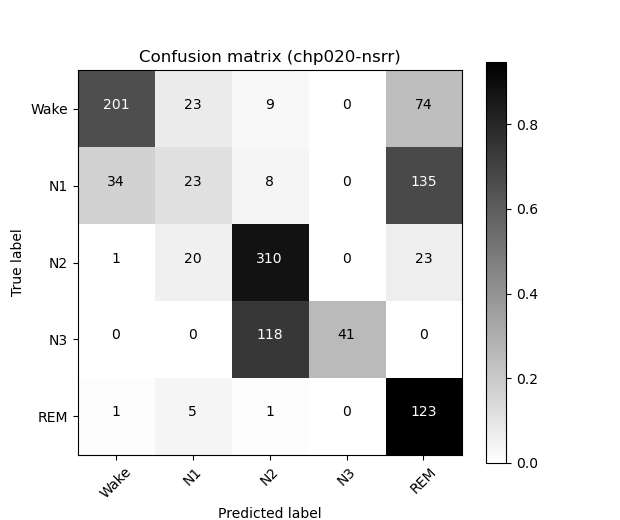 Confusion matrix (chp020-nsrr)
Wake 201 23 9 0 74
N1 34 23 8 0 135
N2 1 20 310 0 23
N3 0 0 118 41 0
REM 1 5 1 0 123
Wake N1 N2 N3 REM
Predicted label
True label
0.8
0.6
0.4
0.2
0.0